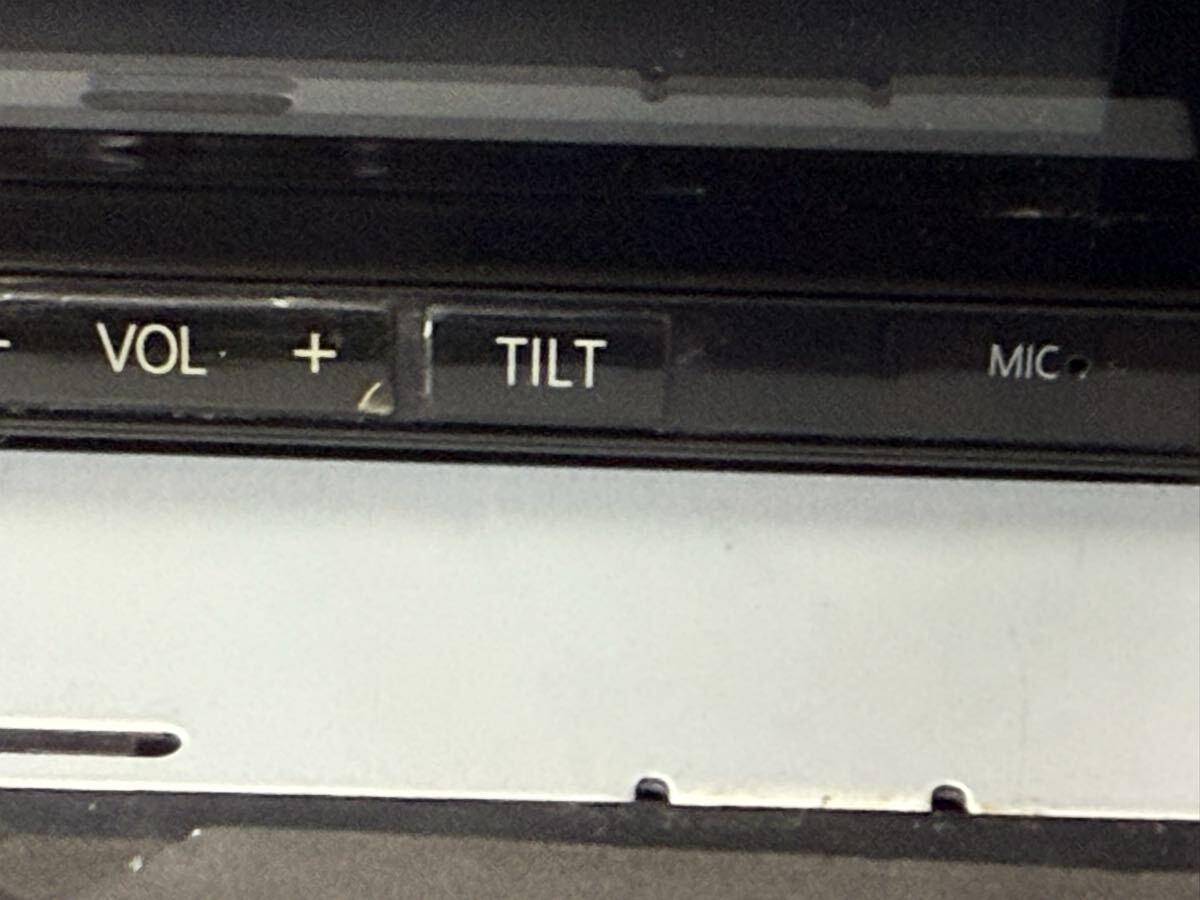 - VOL + TILT MIC